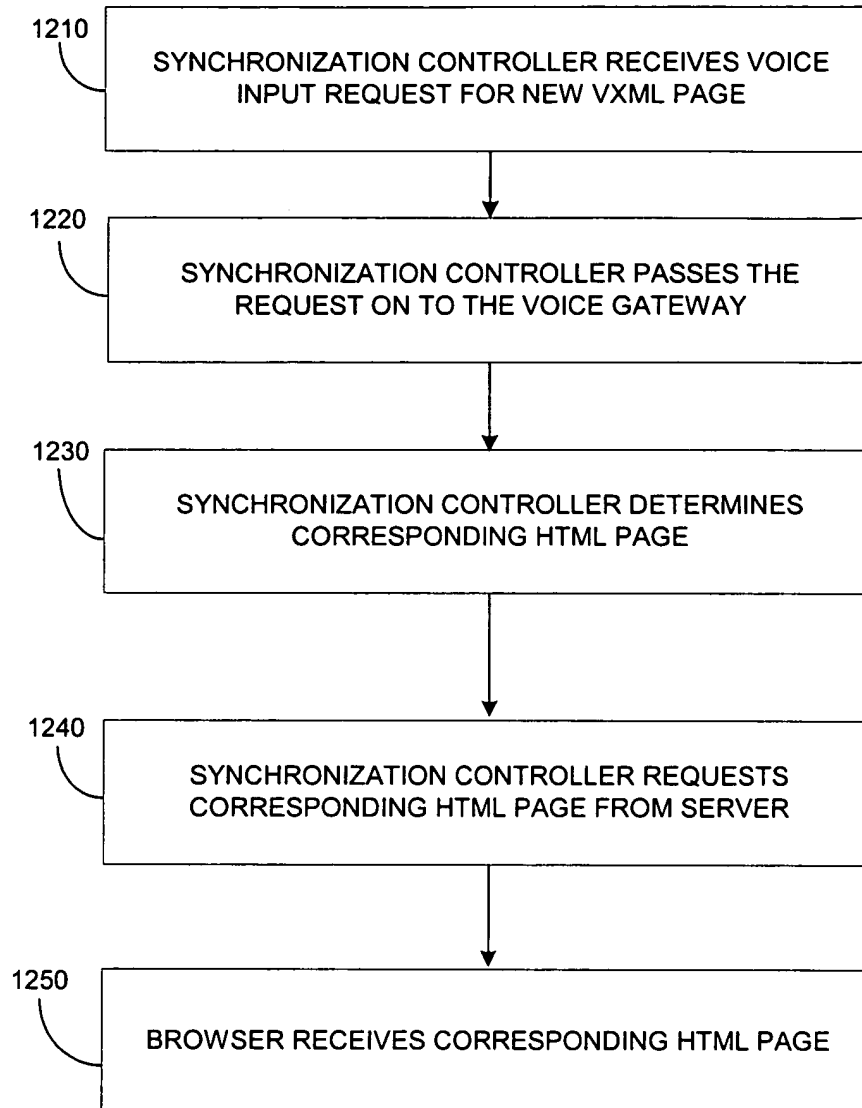 1210
SYNCHRONIZATION CONTROLLER RECEIVES VOICE
INPUT REQUEST FOR NEW VXML PAGE
1220
SYNCHRONIZATION CONTROLLER PASSES THE
REQUEST ON TO THE VOICE GATEWAY
1230
SYNCHRONIZATION CONTROLLER DETERMINES
CORRESPONDING HTML PAGE
1240
SYNCHRONIZATION CONTROLLER REQUESTS
CORRESPONDING HTML PAGE FROM SERVER
1250
BROWSER RECEIVES CORRESPONDING HTML PAGE